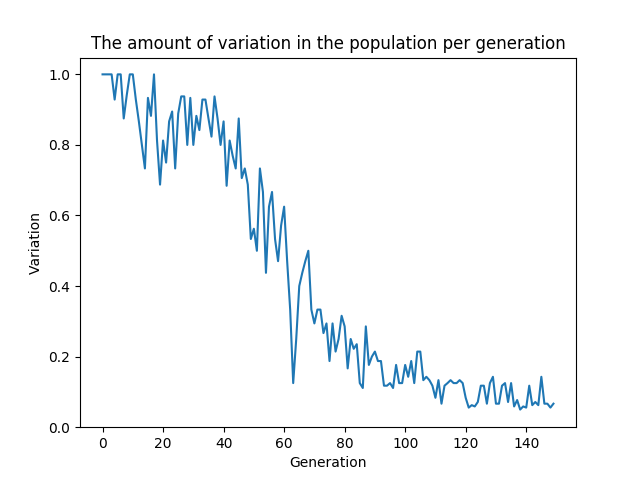 The amount of variation in the population per generation
1.0
0.8
0.6
0.4
0.2
0.0
Variation
0 20 40 60 80 100 120 140
Generation